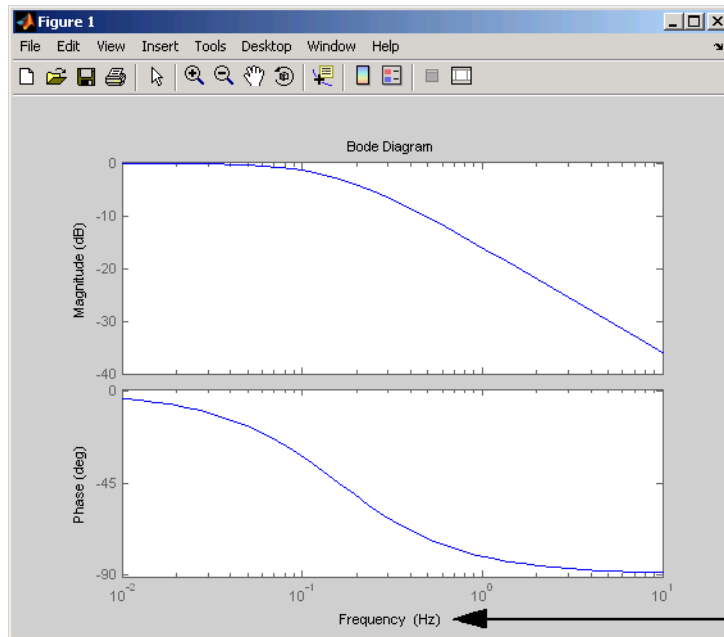 Figure 1
File Edit View Insert Tools Desktop Window Help
Bode Diagram
Magnitude (dB)
0
-10
-20
-30
-40
Phase (deg)
0
-45
-90
10^-2 10^-1 10^0 10^1
Frequency (Hz)